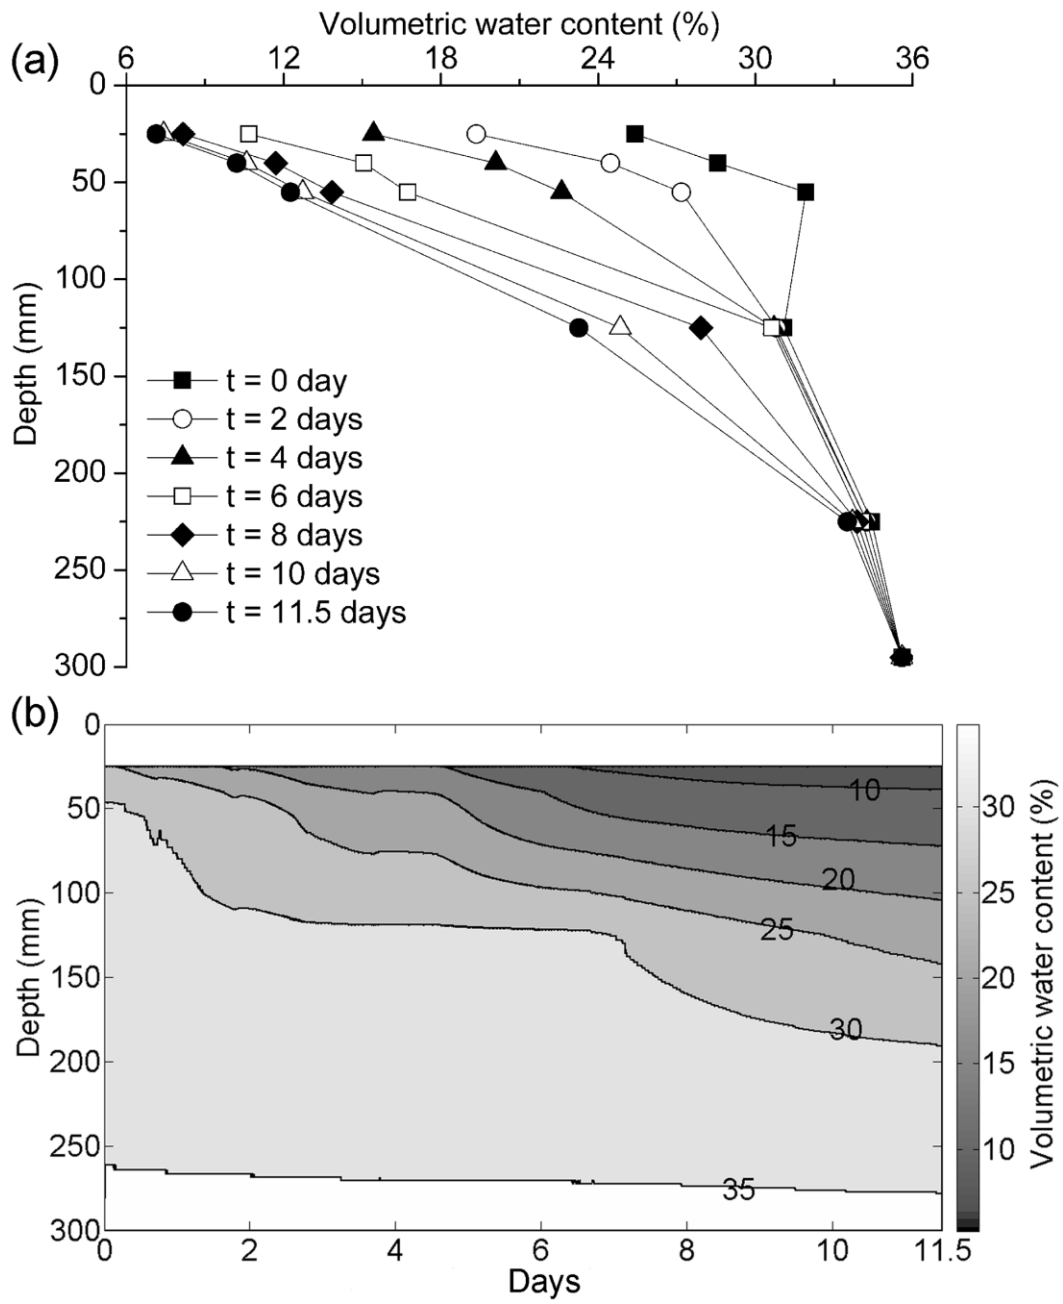 Volumetric water content (%)
(a)
6 12 18 24 30 36
0
50
100
150
200
250
300
Depth (mm)
t = 0 day
t = 2 days
t = 4 days
t = 6 days
t = 8 days
t = 10 days
t = 11.5 days
(b)
0
50
100
150
200
250
300
Depth (mm)
10
15
20
25
30
35
0 2 4 6 8 10 11.5
Days
30
25
20
15
10
Volumetric water content (%)